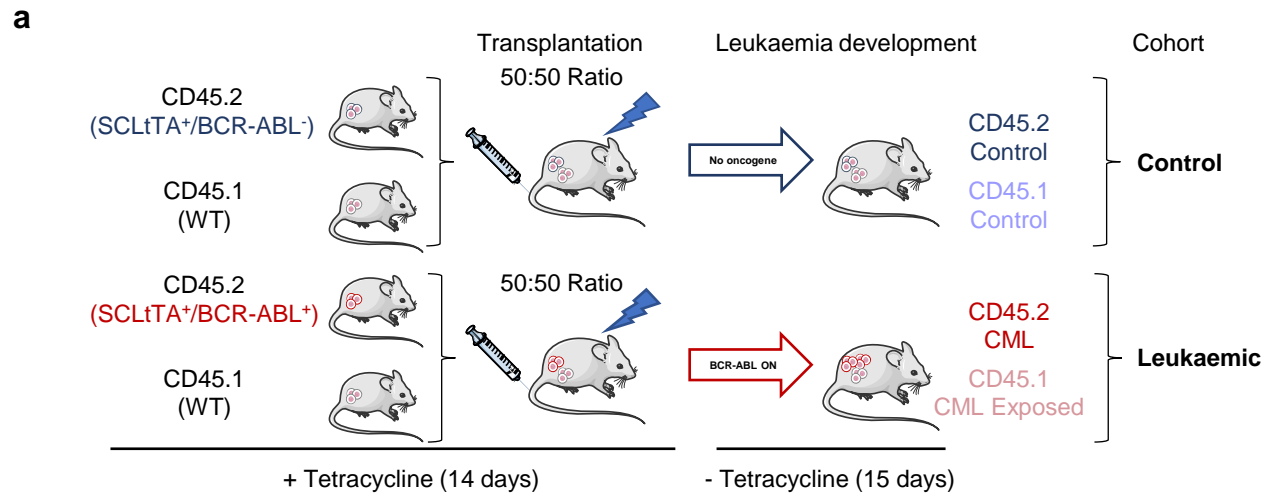 a
Transplantation
Leukaemia development
Cohort
50:50 Ratio
CD45.2
(SCLtTA⁺/BCR-ABL⁻)
CD45.1
(WT)
No oncogene
CD45.2
Control
CD45.1
Control
Control
50:50 Ratio
CD45.2
(SCLtTA⁺/BCR-ABL⁺)
CD45.1
(WT)
BCR-ABL ON
CD45.2
CML
CD45.1
CML Exposed
Leukaemic
+ Tetracycline (14 days)
- Tetracycline (15 days)